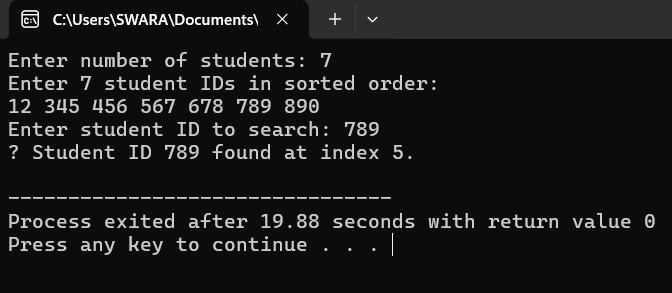 C:\Users\SWARA\Documents\
Enter number of students: 7
Enter 7 student IDs in sorted order:
12 345 456 567 678 789 890
Enter student ID to search: 789
? Student ID 789 found at index 5.
--------------------------------
Process exited after 19.88 seconds with return value 0
Press any key to continue . . .